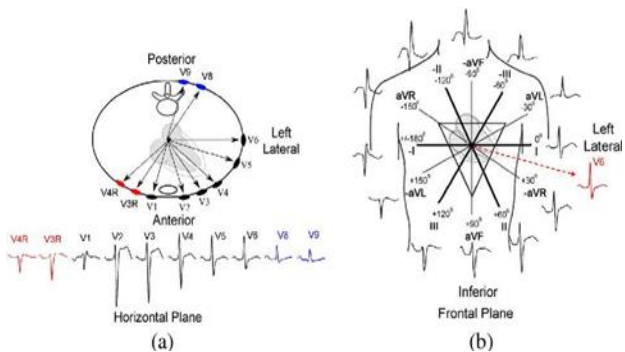 Posterior
V9 V8
V6
Left
Lateral
V5
V4R
V3R
V1
V2
V3
V4
Anterior
V4R V3R V1 V2 V3 V4 V5 V6 V8 V9
Horizontal Plane
(a)
-aVF
-90°
-II
-120°
-III
-60°
aVR
-150°
aVL
-30°
+/-180°
-I
0°
I
Left
Lateral
V6
+150°
-aVL
+30°
-aVR
+120°
III
+90°
aVF
+60°
II
Inferior
Frontal Plane
(b)